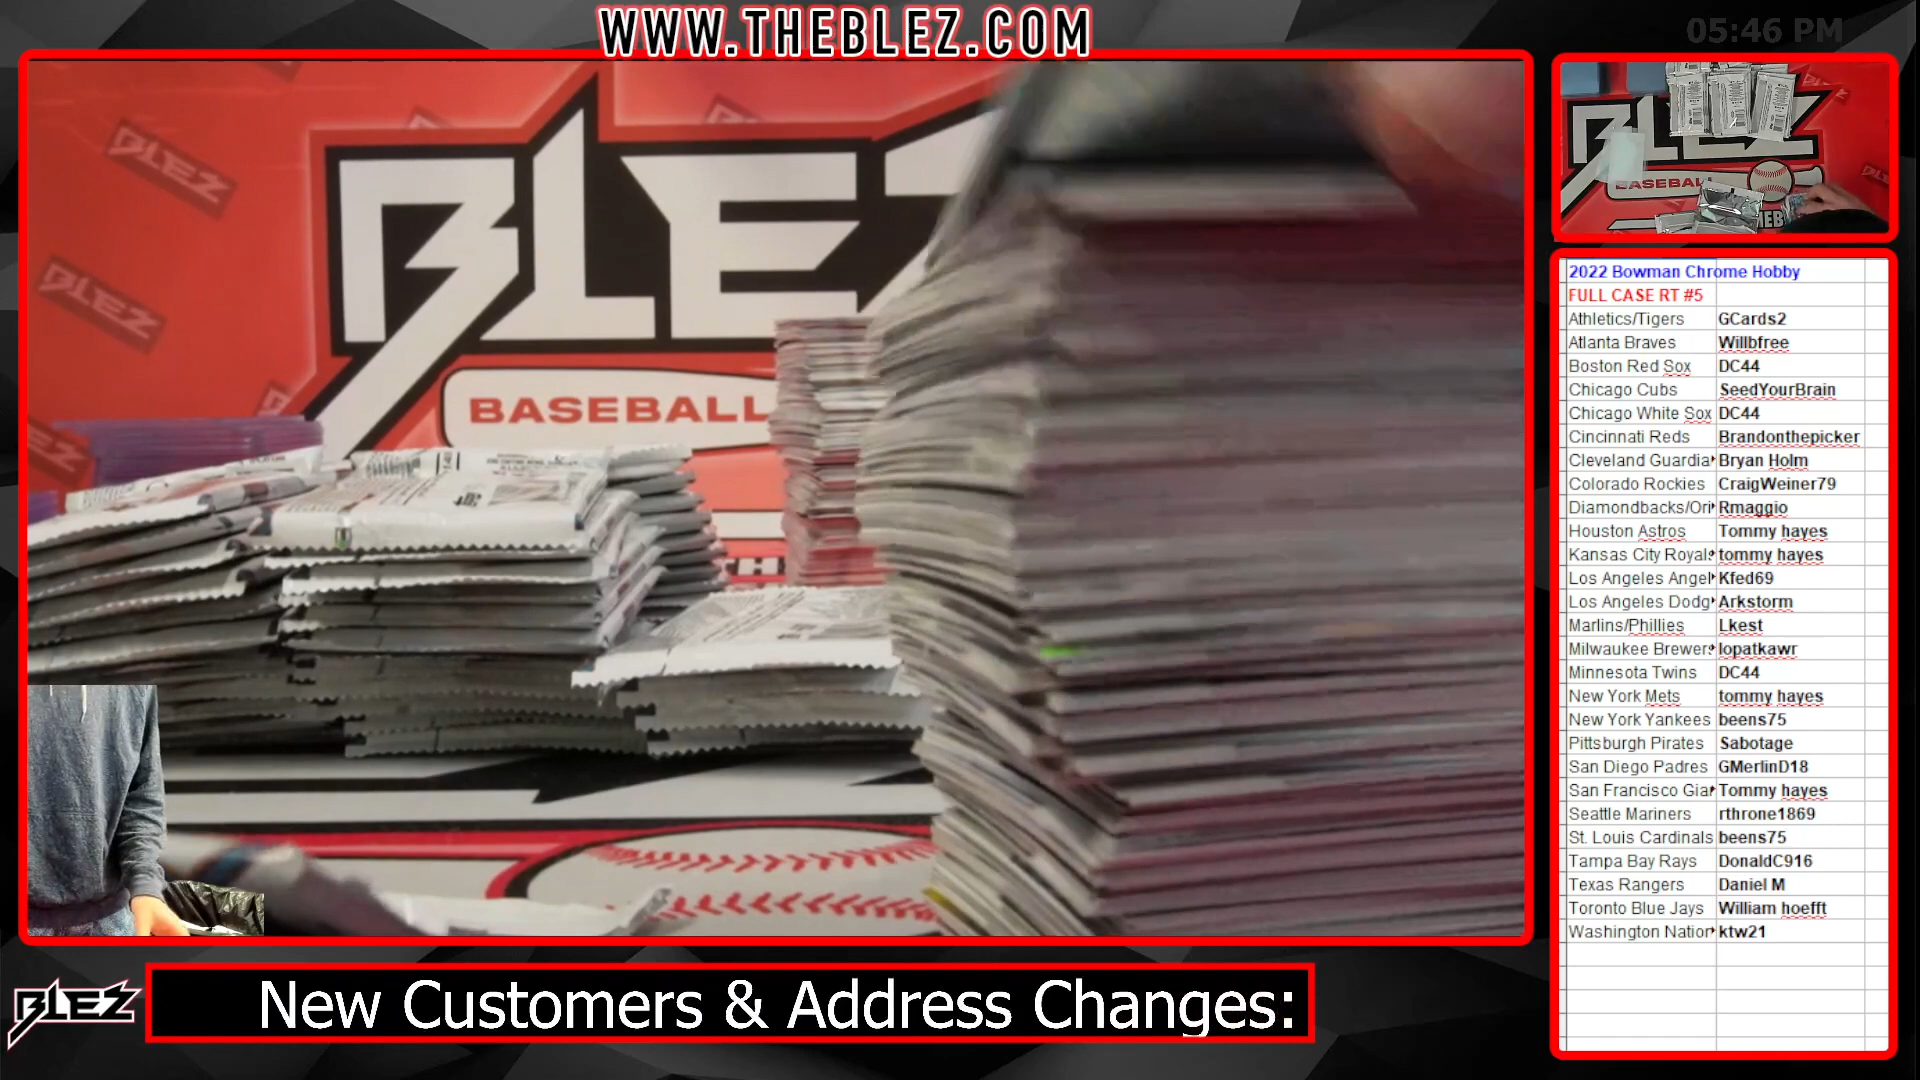 WWW.THEBLEZ.COM
05:46 PM
BLEZ
BLEZ
BLEZ
BASEBALL
BLEZ
BASEBALL
2022 Bowman Chrome Hobby
FULL CASE RT #5
Athletics/Tigers GCards2
Atlanta Braves Willbfree
Boston Red Sox DC44
Chicago Cubs SeedYourBrain
Chicago White Sox DC44
Cincinnati Reds Brandonthepicker
Cleveland Guardia Bryan Holm
Colorado Rockies CraigWeiner79
Diamondbacks/Ori Rmaggio
Houston Astros Tommy hayes
Kansas City Royals tommy hayes
Los Angeles Angel Kfed69
Los Angeles Dodg Arkstorm
Marlins/Phillies Lkest
Milwaukee Brewers lopatkawr
Minnesota Twins DC44
New York Mets tommy hayes
New York Yankees beens75
Pittsburgh Pirates Sabotage
San Diego Padres GMerlinD18
San Francisco Gia Tommy hayes
Seattle Mariners rthrone1869
St. Louis Cardinals beens75
Tampa Bay Rays DonaldC916
Texas Rangers Daniel M
Toronto Blue Jays William hoefft
Washington Nation ktw21
BLEZ
New Customers & Address Changes: